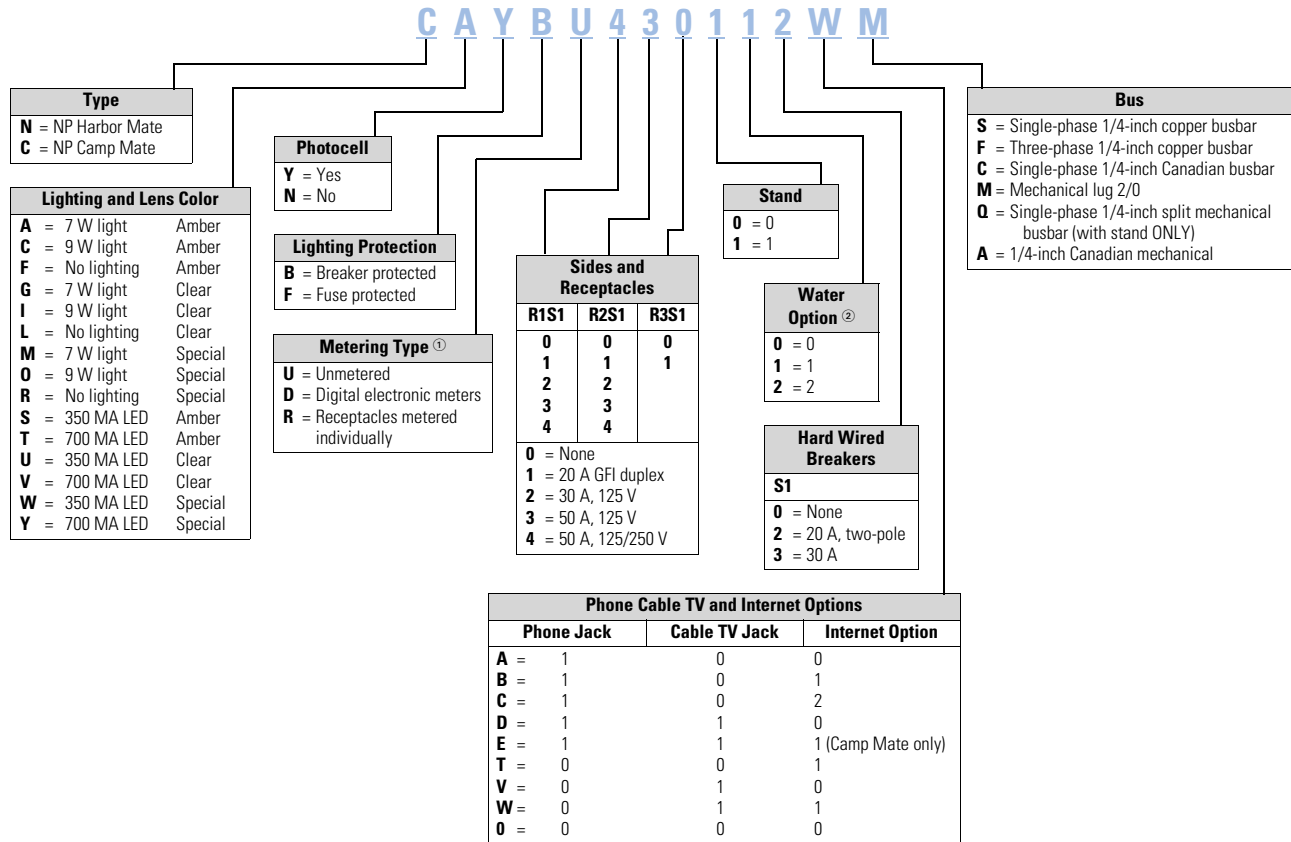 C A Y B U 4 3 0 1 1 2 W M
Type
N = NP Harbor Mate
C = NP Camp Mate
Lighting and Lens Color
A = 7 W light Amber
C = 9 W light Amber
F = No lighting Amber
G = 7 W light Clear
I = 9 W light Clear
L = No lighting Clear
M = 7 W light Special
O = 9 W light Special
R = No lighting Special
S = 350 MA LED Amber
T = 700 MA LED Amber
U = 350 MA LED Clear
V = 700 MA LED Clear
W = 350 MA LED Special
Y = 700 MA LED Special
Photocell
Y = Yes
N = No
Lighting Protection
B = Breaker protected
F = Fuse protected
Metering Type ①
U = Unmetered
D = Digital electronic meters
R = Receptacles metered
individually
Sides and
Receptacles
R1S1 R2S1 R3S1
0 0 0
1 1 1
2 2
3 3
4 4
0 = None
1 = 20 A GFI duplex
2 = 30 A, 125 V
3 = 50 A, 125 V
4 = 50 A, 125/250 V
Stand
0 = 0
1 = 1
Water
Option ②
0 = 0
1 = 1
2 = 2
Hard Wired
Breakers
S1
0 = None
2 = 20 A, two-pole
3 = 30 A
Bus
S = Single-phase 1/4-inch copper busbar
F = Three-phase 1/4-inch copper busbar
C = Single-phase 1/4-inch Canadian busbar
M = Mechanical lug 2/0
Q = Single-phase 1/4-inch split mechanical
busbar (with stand ONLY)
A = 1/4-inch Canadian mechanical
Phone Cable TV and Internet Options
Phone Jack Cable TV Jack Internet Option
A = 1 0 0
B = 1 0 1
C = 1 0 2
D = 1 1 0
E = 1 1 1 (Camp Mate only)
T = 0 0 1
V = 0 1 0
W = 0 1 1
0 = 0 0 0